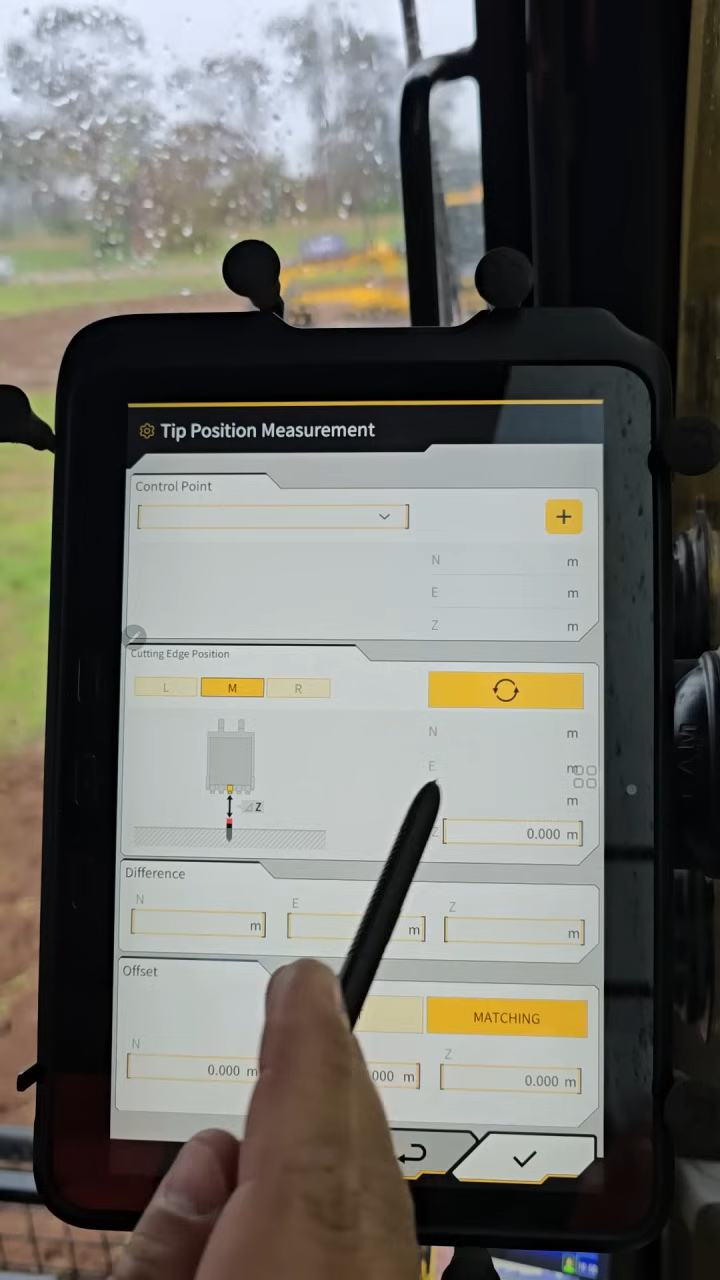 Tip Position Measurement
Control Point
+
N m
E m
Z m
Cutting Edge Position
L M R
N m
E m
m
Z
Z 0.000 m
Difference
N E Z
m m m
Offset
MATCHING
N Z
0.000 m 000 m 0.000 m